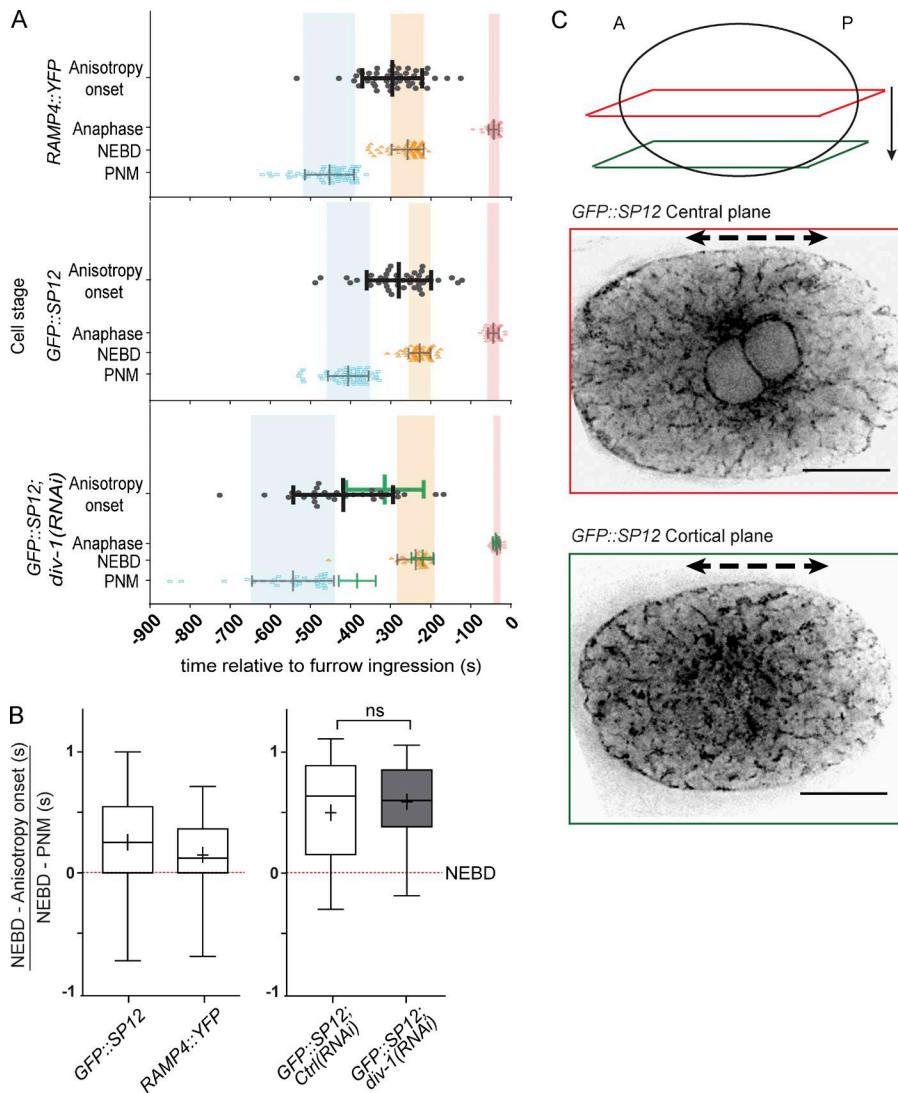 A
RAMP4::YFP
Anisotropy
onset
Anaphase
NEBD
PNM
Cell stage
GFP::SP12
Anisotropy
onset
Anaphase
NEBD
PNM
GFP::SP12;
div-1(RNAi)
Anisotropy
onset
Anaphase
NEBD
PNM
-900
-800
-700
-600
-500
-400
-300
-200
-100
0
time relative to furrow ingression (s)
B
NEBD - Anisotropy onset (s)
NEBD - PNM (s)
1
0
-1
GFP::SP12
RAMP4::YFP
ns
1
0
-1
NEBD
GFP::SP12;
Ctrl(RNAi)
GFP::SP12;
div-1(RNAi)
C
A
P
GFP::SP12 Central plane
GFP::SP12 Cortical plane